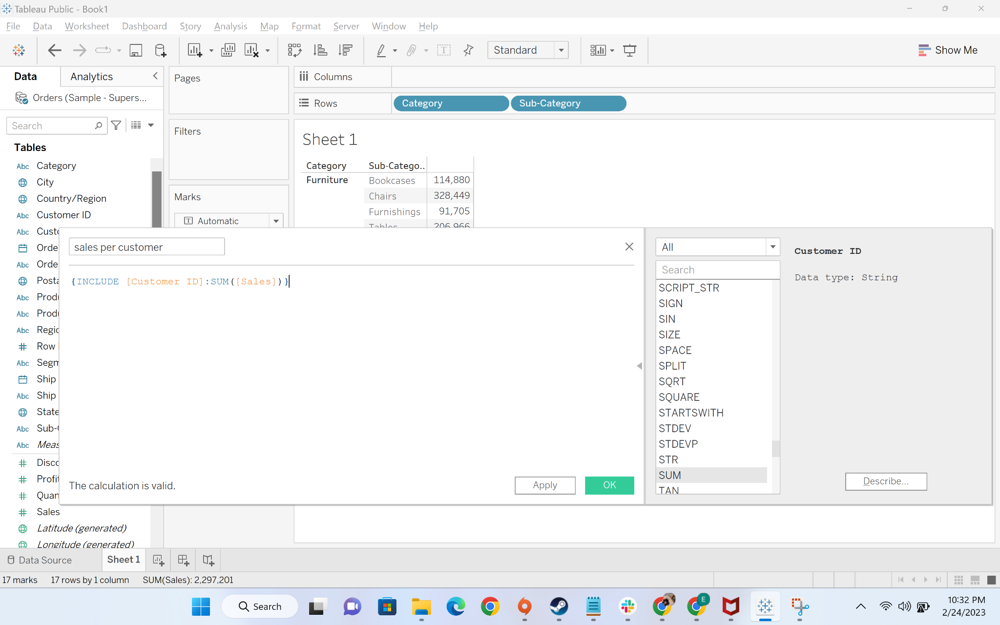 Tableau Public - Book1
File Data Worksheet Dashboard Story Analysis Map Format Server Window Help
Standard
Show Me
Data
Analytics
Orders (Sample - Supers...
Search
Tables
Abc Category
City
Country/Region
Abc Customer ID
Abc Custo
Orde
Abc Orde
Posta
Abc Produ
Abc Produ
Abc Regio
Row
Abc Segm
Ship
Abc Ship
State
Abc Sub-C
Abc Meas
Disco
Profit
Quan
Sales
Latitude (generated)
Longitude (generated)
Pages
Filters
Marks
Automatic
Columns
Rows
Category
Sub-Category
Sheet 1
Category Sub-Catego..
Furniture Bookcases 114,880
Chairs 328,449
Furnishings 91,705
Tables 206,966
sales per customer
{INCLUDE [Customer ID]:SUM([Sales])}
The calculation is valid.
Apply
OK
All
Search
SCRIPT_STR
SIGN
SIN
SIZE
SPACE
SPLIT
SQRT
SQUARE
STARTSWITH
STDEV
STDEVP
STR
SUM
TAN
Customer ID
Data type: String
Describe...
Data Source
Sheet 1
17 marks 17 rows by 1 column SUM(Sales): 2,297,201
Search
E
10:32 PM
2/24/2023